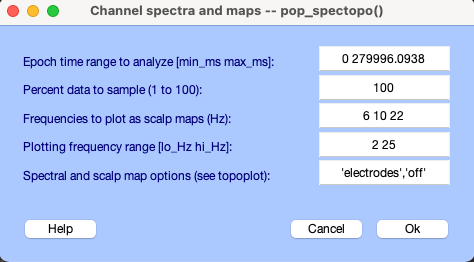 Channel spectra and maps -- pop_spectopo()
Epoch time range to analyze [min_ms max_ms]: 0 279996.0938
Percent data to sample (1 to 100): 100
Frequencies to plot as scalp maps (Hz): 6 10 22
Plotting frequency range [lo_Hz hi_Hz]: 2 25
Spectral and scalp map options (see topoplot): 'electrodes','off'
Help Cancel Ok